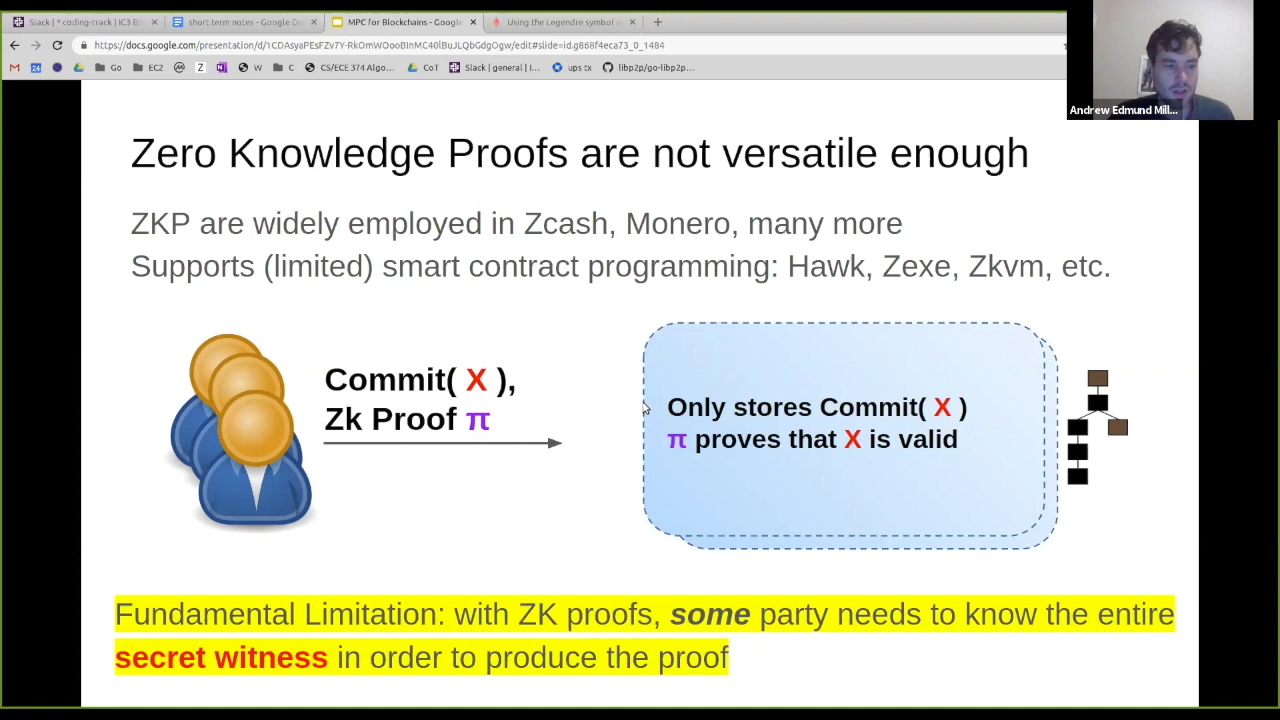 Slack | * coding-track | IC3 Bl
short term notes - Google Do
MPC for Blockchains - Google
Using the Legendre symbol a
https://docs.google.com/presentation/d/1CDAsyaPEsFZv7Y-RkOmWOooBInMC40lBuJLQbGdgOgw/edit#slide=id.g868f4eca73_0_1484
Go
EC2
W
C
CS/ECE 374 Algo...
CoT
Slack | general | I...
ups tx
libp2p/go-libp2p...
Andrew Edmund Mill...
Zero Knowledge Proofs are not versatile enough
ZKP are widely employed in Zcash, Monero, many more
Supports (limited) smart contract programming: Hawk, Zexe, Zkvm, etc.
Commit( X ),
Zk Proof π
Only stores Commit( X )
π proves that X is valid
Fundamental Limitation: with ZK proofs, some party needs to know the entire
secret witness in order to produce the proof